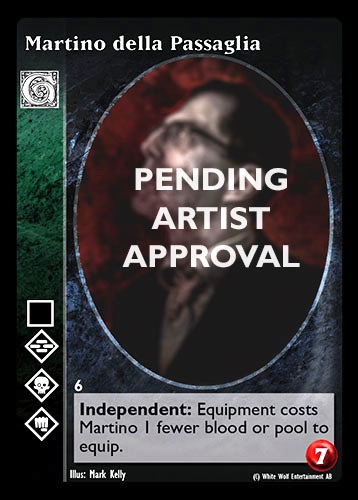 Martino della Passaglia
PENDING
ARTIST
APPROVAL
6
Independent: Equipment costs
Martino 1 fewer blood or pool to
equip.
7
Illus: Mark Kelly
(C) White Wolf Entertainment AB